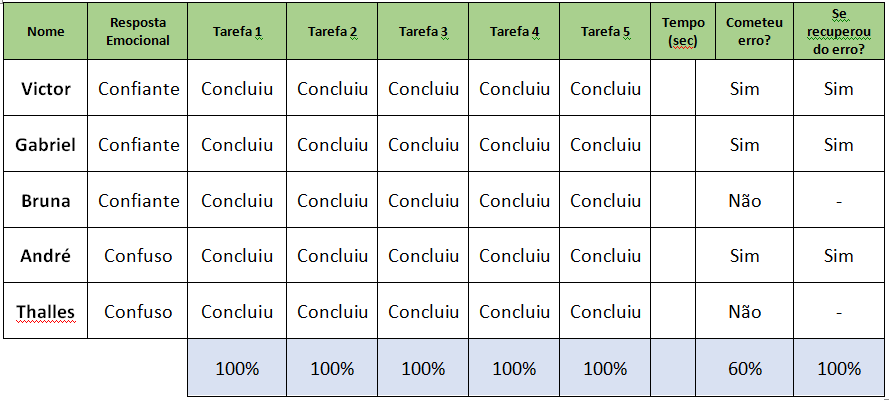 Nome Resposta Emocional Tarefa 1 Tarefa 2 Tarefa 3 Tarefa 4 Tarefa 5 Tempo (sec) Cometeu erro? Se recuperou do erro?
Victor Confiante Concluiu Concluiu Concluiu Concluiu Concluiu Sim Sim
Gabriel Confiante Concluiu Concluiu Concluiu Concluiu Concluiu Sim Sim
Bruna Confiante Concluiu Concluiu Concluiu Concluiu Concluiu Não -
André Confuso Concluiu Concluiu Concluiu Concluiu Concluiu Sim Sim
Thalles Confuso Concluiu Concluiu Concluiu Concluiu Concluiu Não -
100% 100% 100% 100% 100% 60% 100%